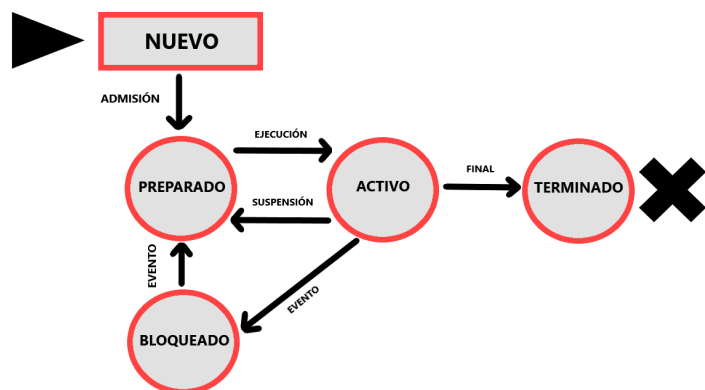 NUEVO
ADMISIÓN
EJECUCIÓN
PREPARADO
ACTIVO
FINAL
TERMINADO
SUSPENSIÓN
EVENTO
EVENTO
BLOQUEADO